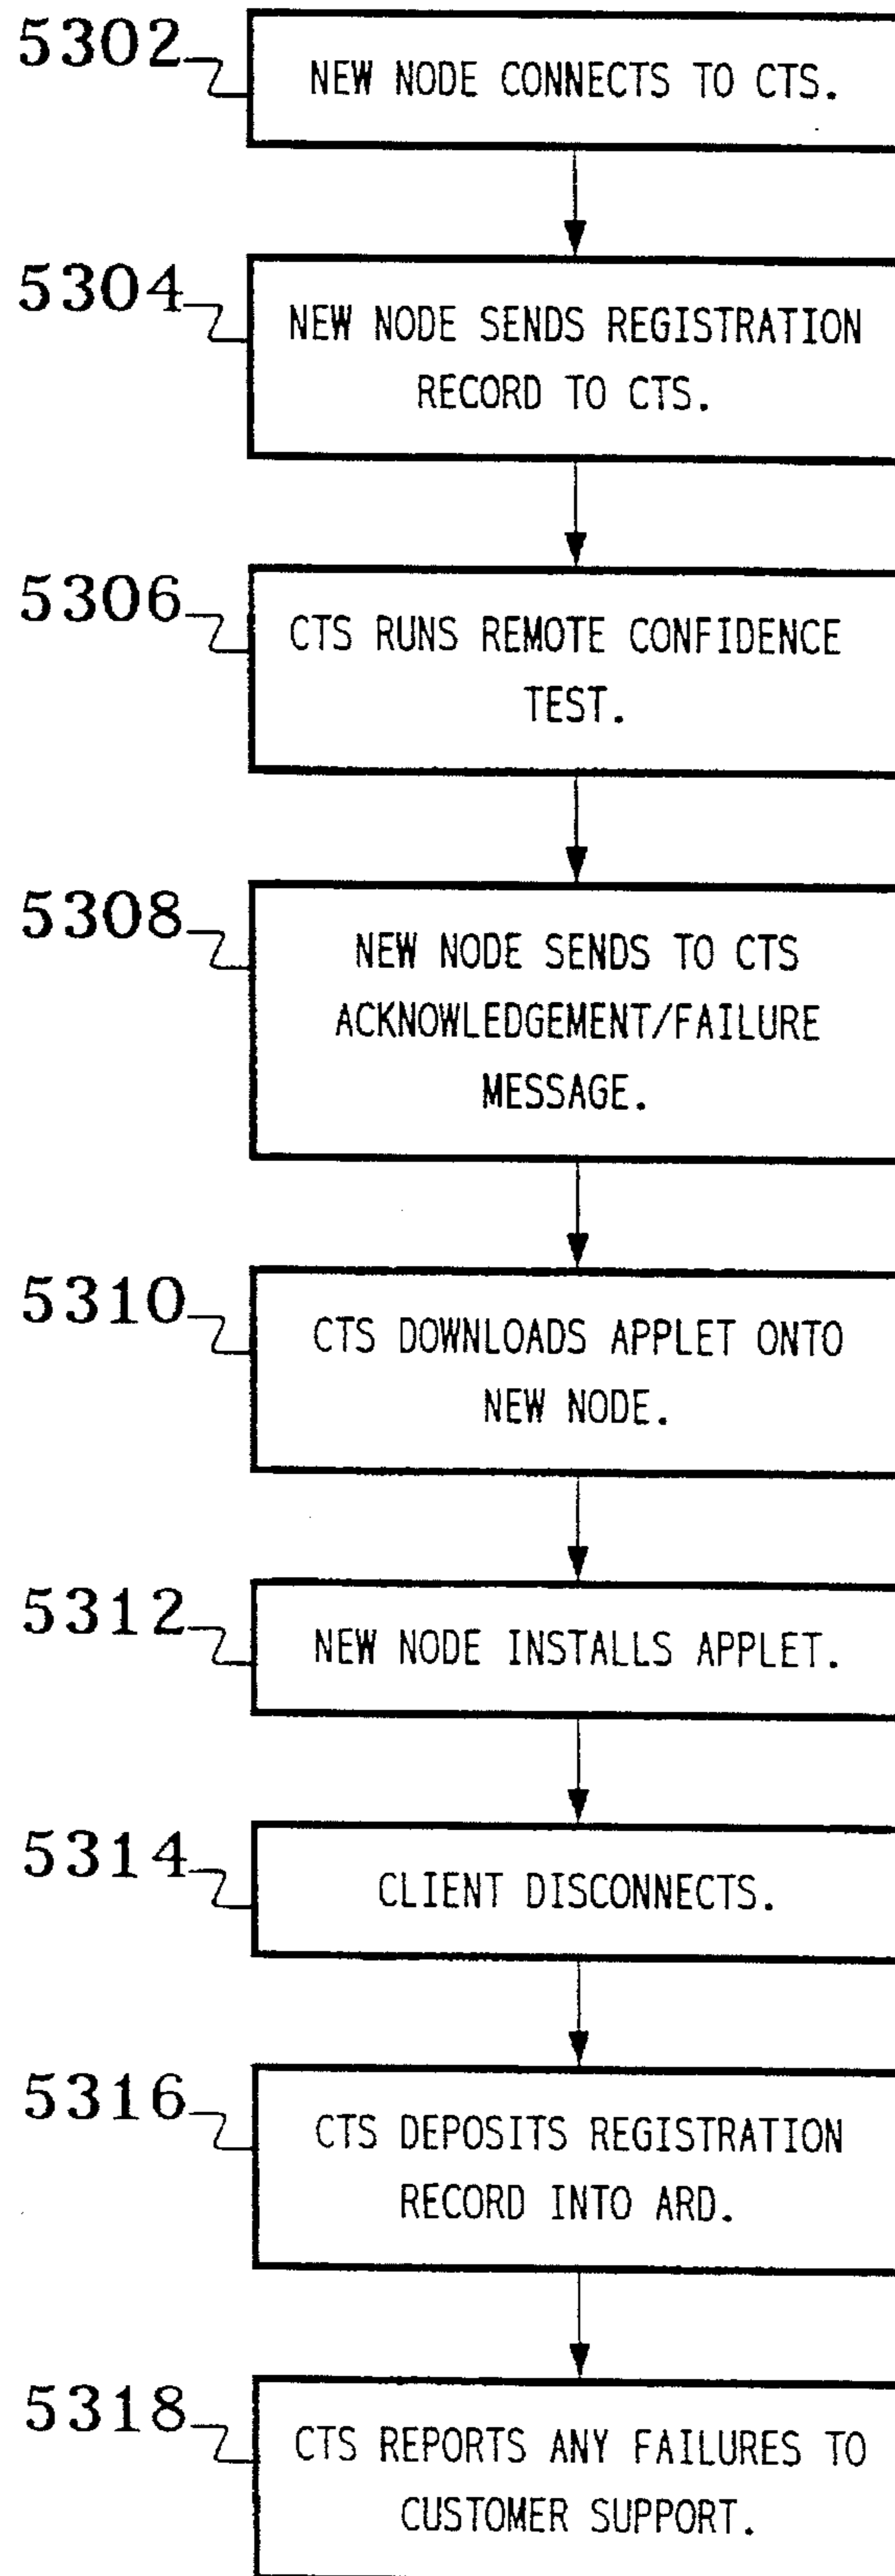 5302
NEW NODE CONNECTS TO CTS.
5304
NEW NODE SENDS REGISTRATION
RECORD TO CTS.
5306
CTS RUNS REMOTE CONFIDENCE
TEST.
5308
NEW NODE SENDS TO CTS
ACKNOWLEDGEMENT/FAILURE
MESSAGE.
5310
CTS DOWNLOADS APPLET ONTO
NEW NODE.
5312
NEW NODE INSTALLS APPLET.
5314
CLIENT DISCONNECTS.
5316
CTS DEPOSITS REGISTRATION
RECORD INTO ARD.
5318
CTS REPORTS ANY FAILURES TO
CUSTOMER SUPPORT.